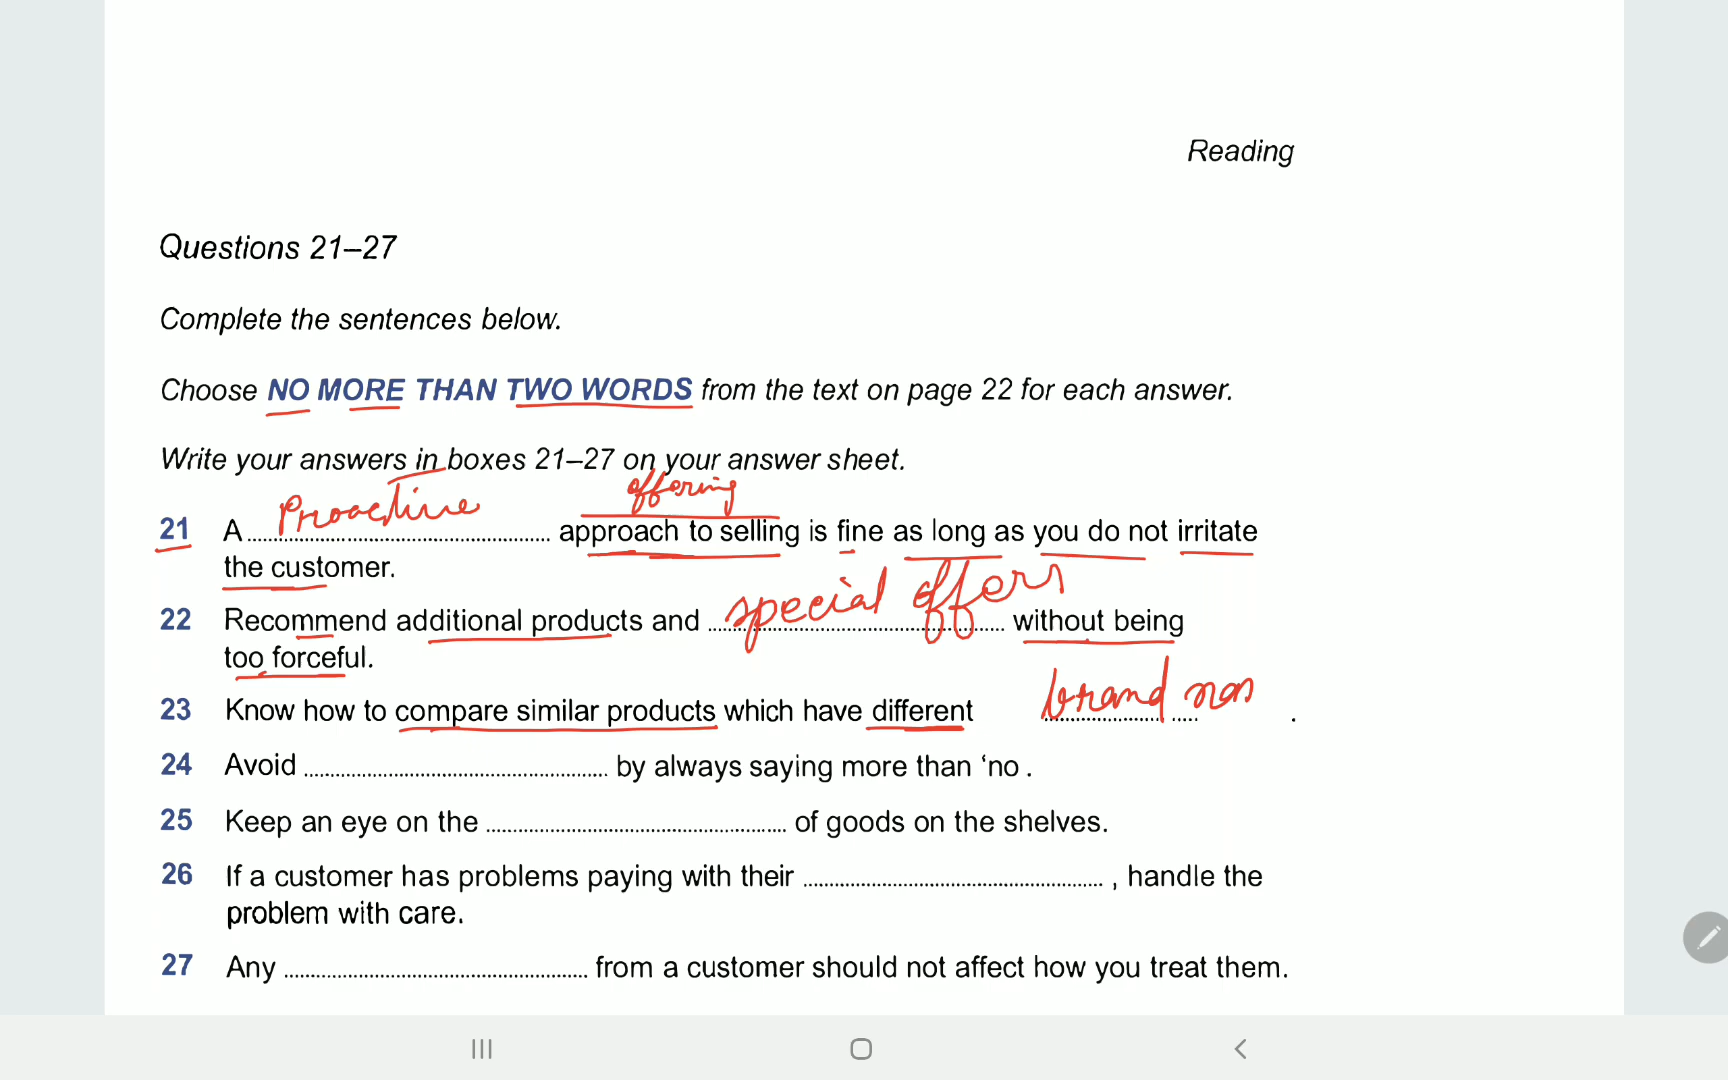 Reading
Questions 21–27
Complete the sentences below.
Choose NO MORE THAN TWO WORDS from the text on page 22 for each answer.
Write your answers in boxes 21–27 on your answer sheet.
Proactive offering
21 A.................................................. approach to selling is fine as long as you do not irritate
the customer.
special offers
22 Recommend additional products and .................................................. without being
too forceful.
brand
23 Know how to compare similar products which have different .................................................. .
24 Avoid .................................................. by always saying more than ‘no .
25 Keep an eye on the .................................................. of goods on the shelves.
26 If a customer has problems paying with their .................................................. , handle the
problem with care.
27 Any .................................................. from a customer should not affect how you treat them.